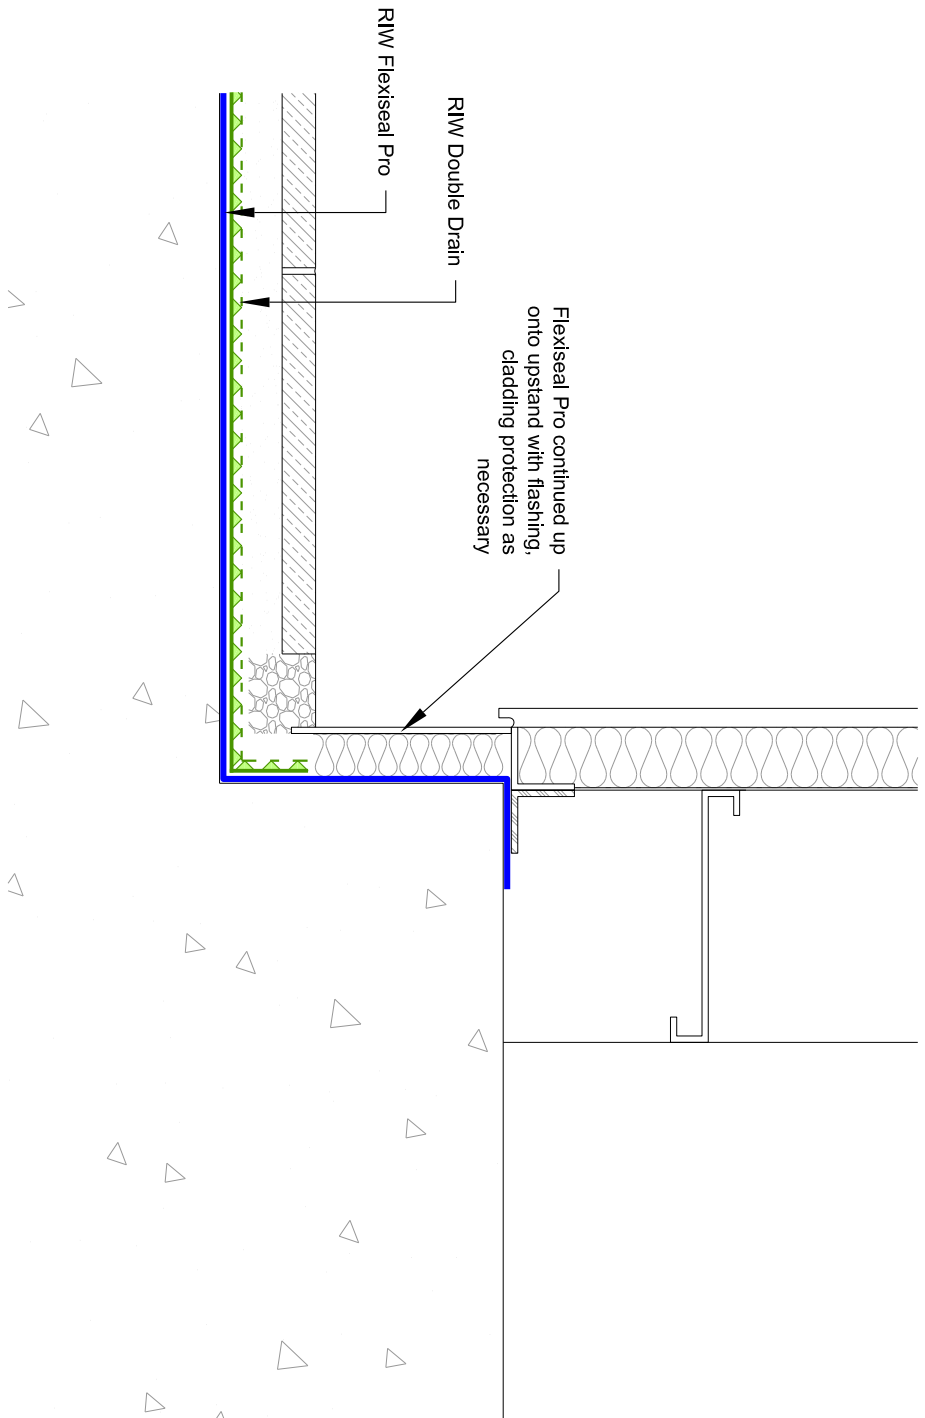 RIW Flexiseal Pro
RIW Double Drain
Flexiseal Pro continued up
onto upstand with flashing,
cladding protection as
necessary